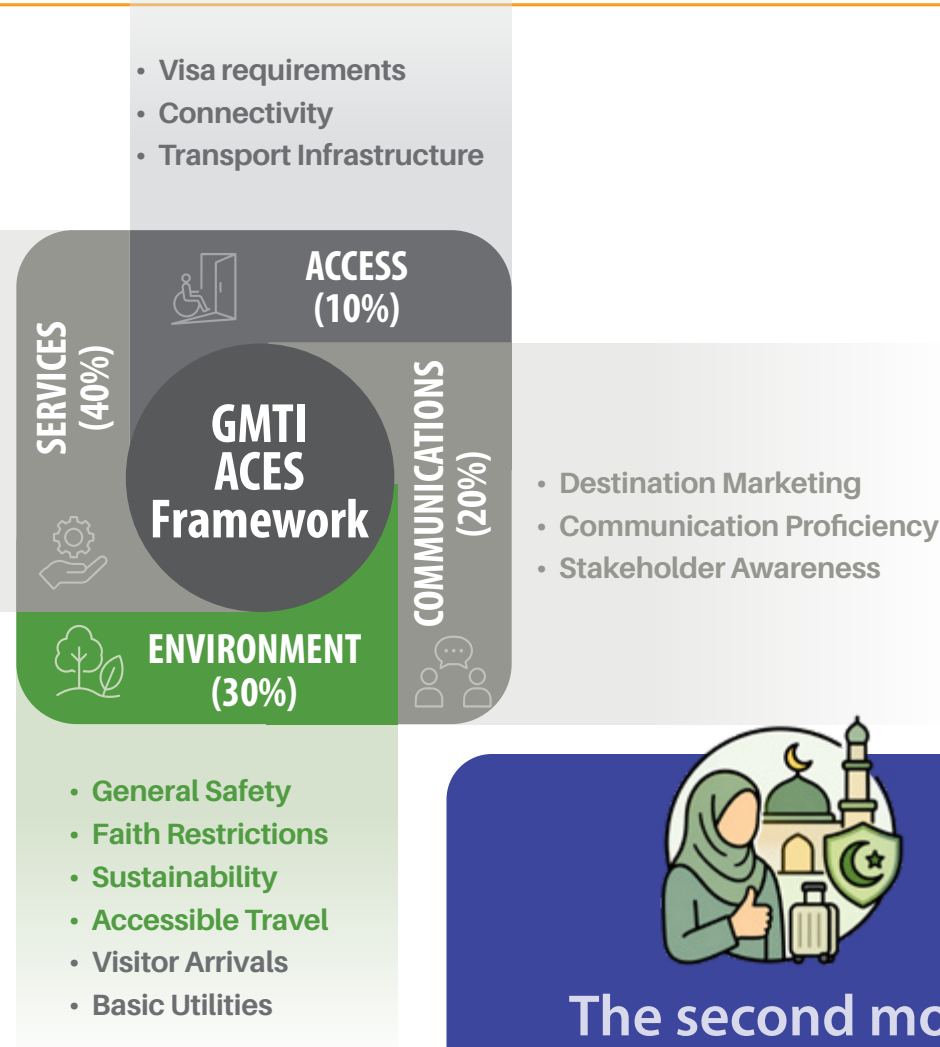 • Visa requirements
• Connectivity
• Transport Infrastructure
ACCESS
(10%)
SERVICES
(40%)
GMTI
ACES
Framework
COMMUNICATIONS
(20%)
• Destination Marketing
• Communication Proficiency
• Stakeholder Awareness
ENVIRONMENT
(30%)
• General Safety
• Faith Restrictions
• Sustainability
• Accessible Travel
• Visitor Arrivals
• Basic Utilities
The second